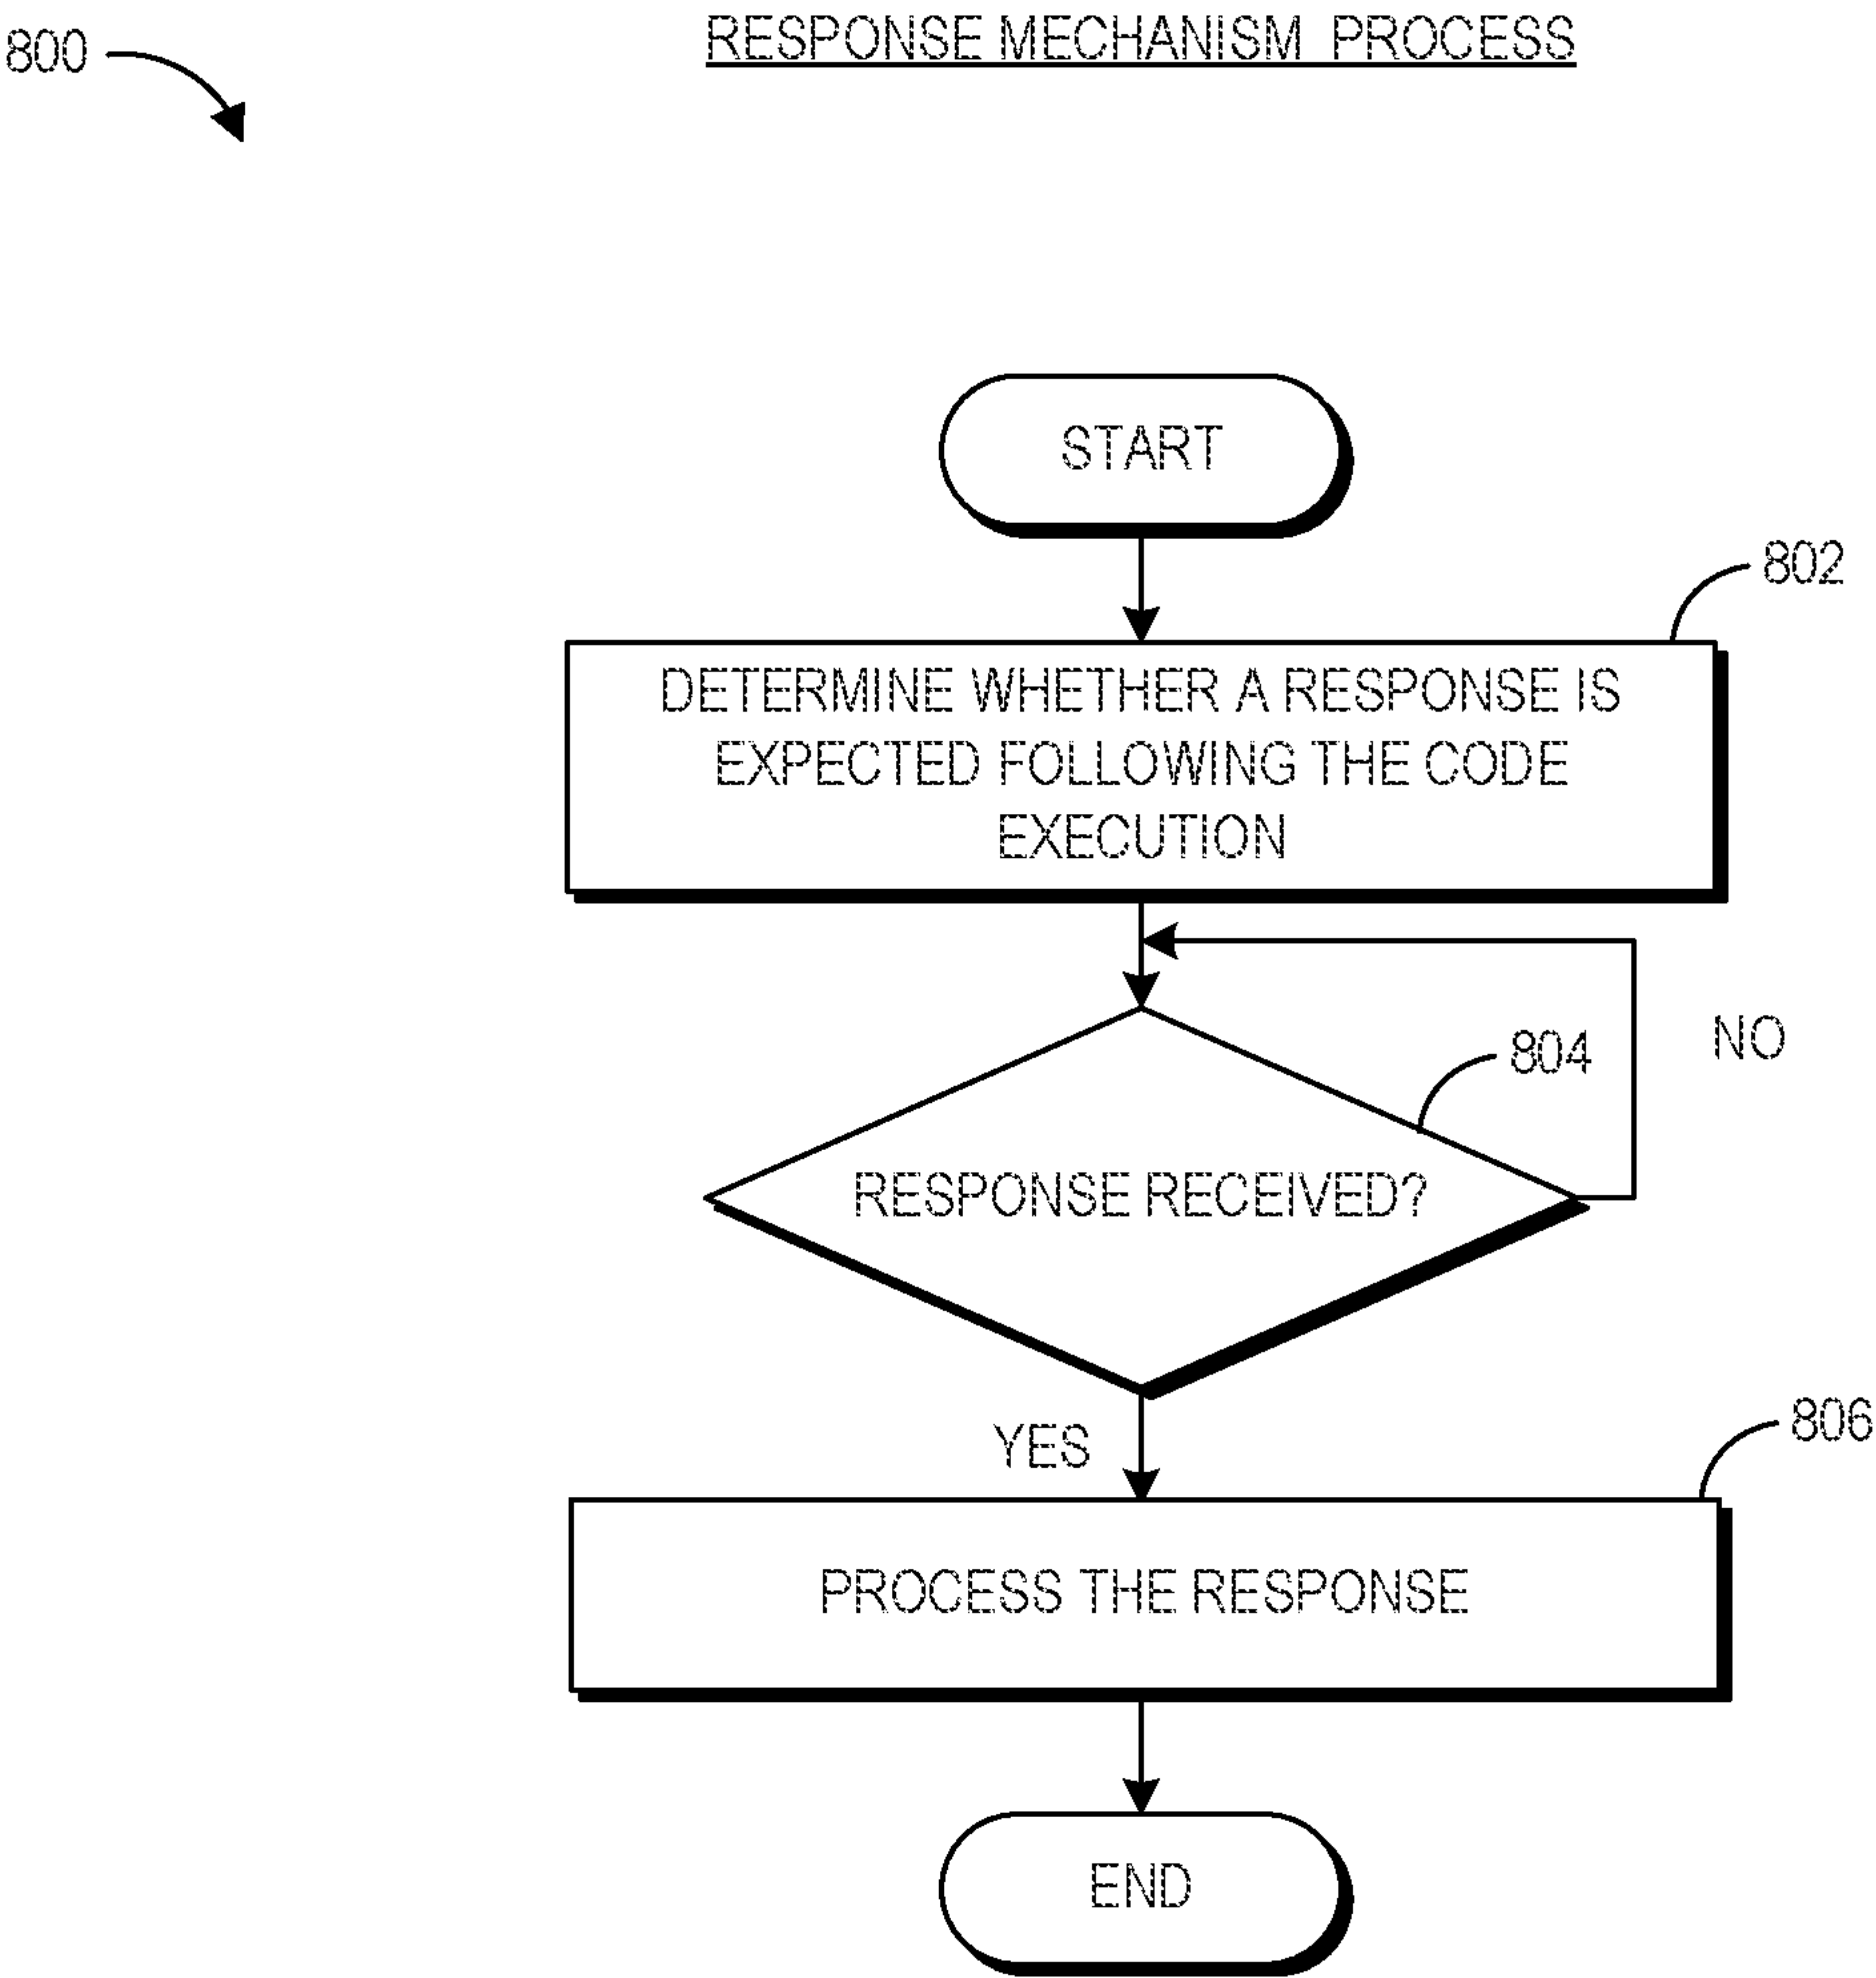 800
RESPONSE MECHANISM PROCESS
START
802
DETERMINE WHETHER A RESPONSE IS
EXPECTED FOLLOWING THE CODE
EXECUTION
NO
804
RESPONSE RECEIVED?
YES
806
PROCESS THE RESPONSE
END